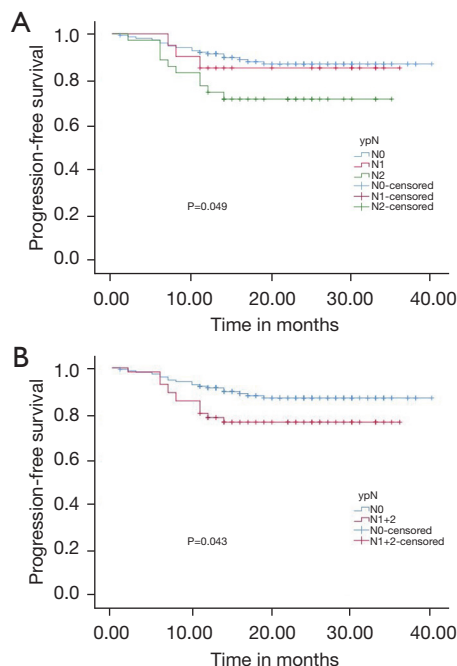 A
Progression-free survival
1.0
0.8
0.6
0.4
0.2
0.0
ypN
N0
N1
N2
N0-censored
N1-censored
N2-censored
P=0.049
0.00 10.00 20.00 30.00 40.00
Time in months
B
Progression-free survival
1.0
0.8
0.6
0.4
0.2
0.0
ypN
N0
N1+2
N0-censored
N1+2-censored
P=0.043
0.00 10.00 20.00 30.00 40.00
Time in months